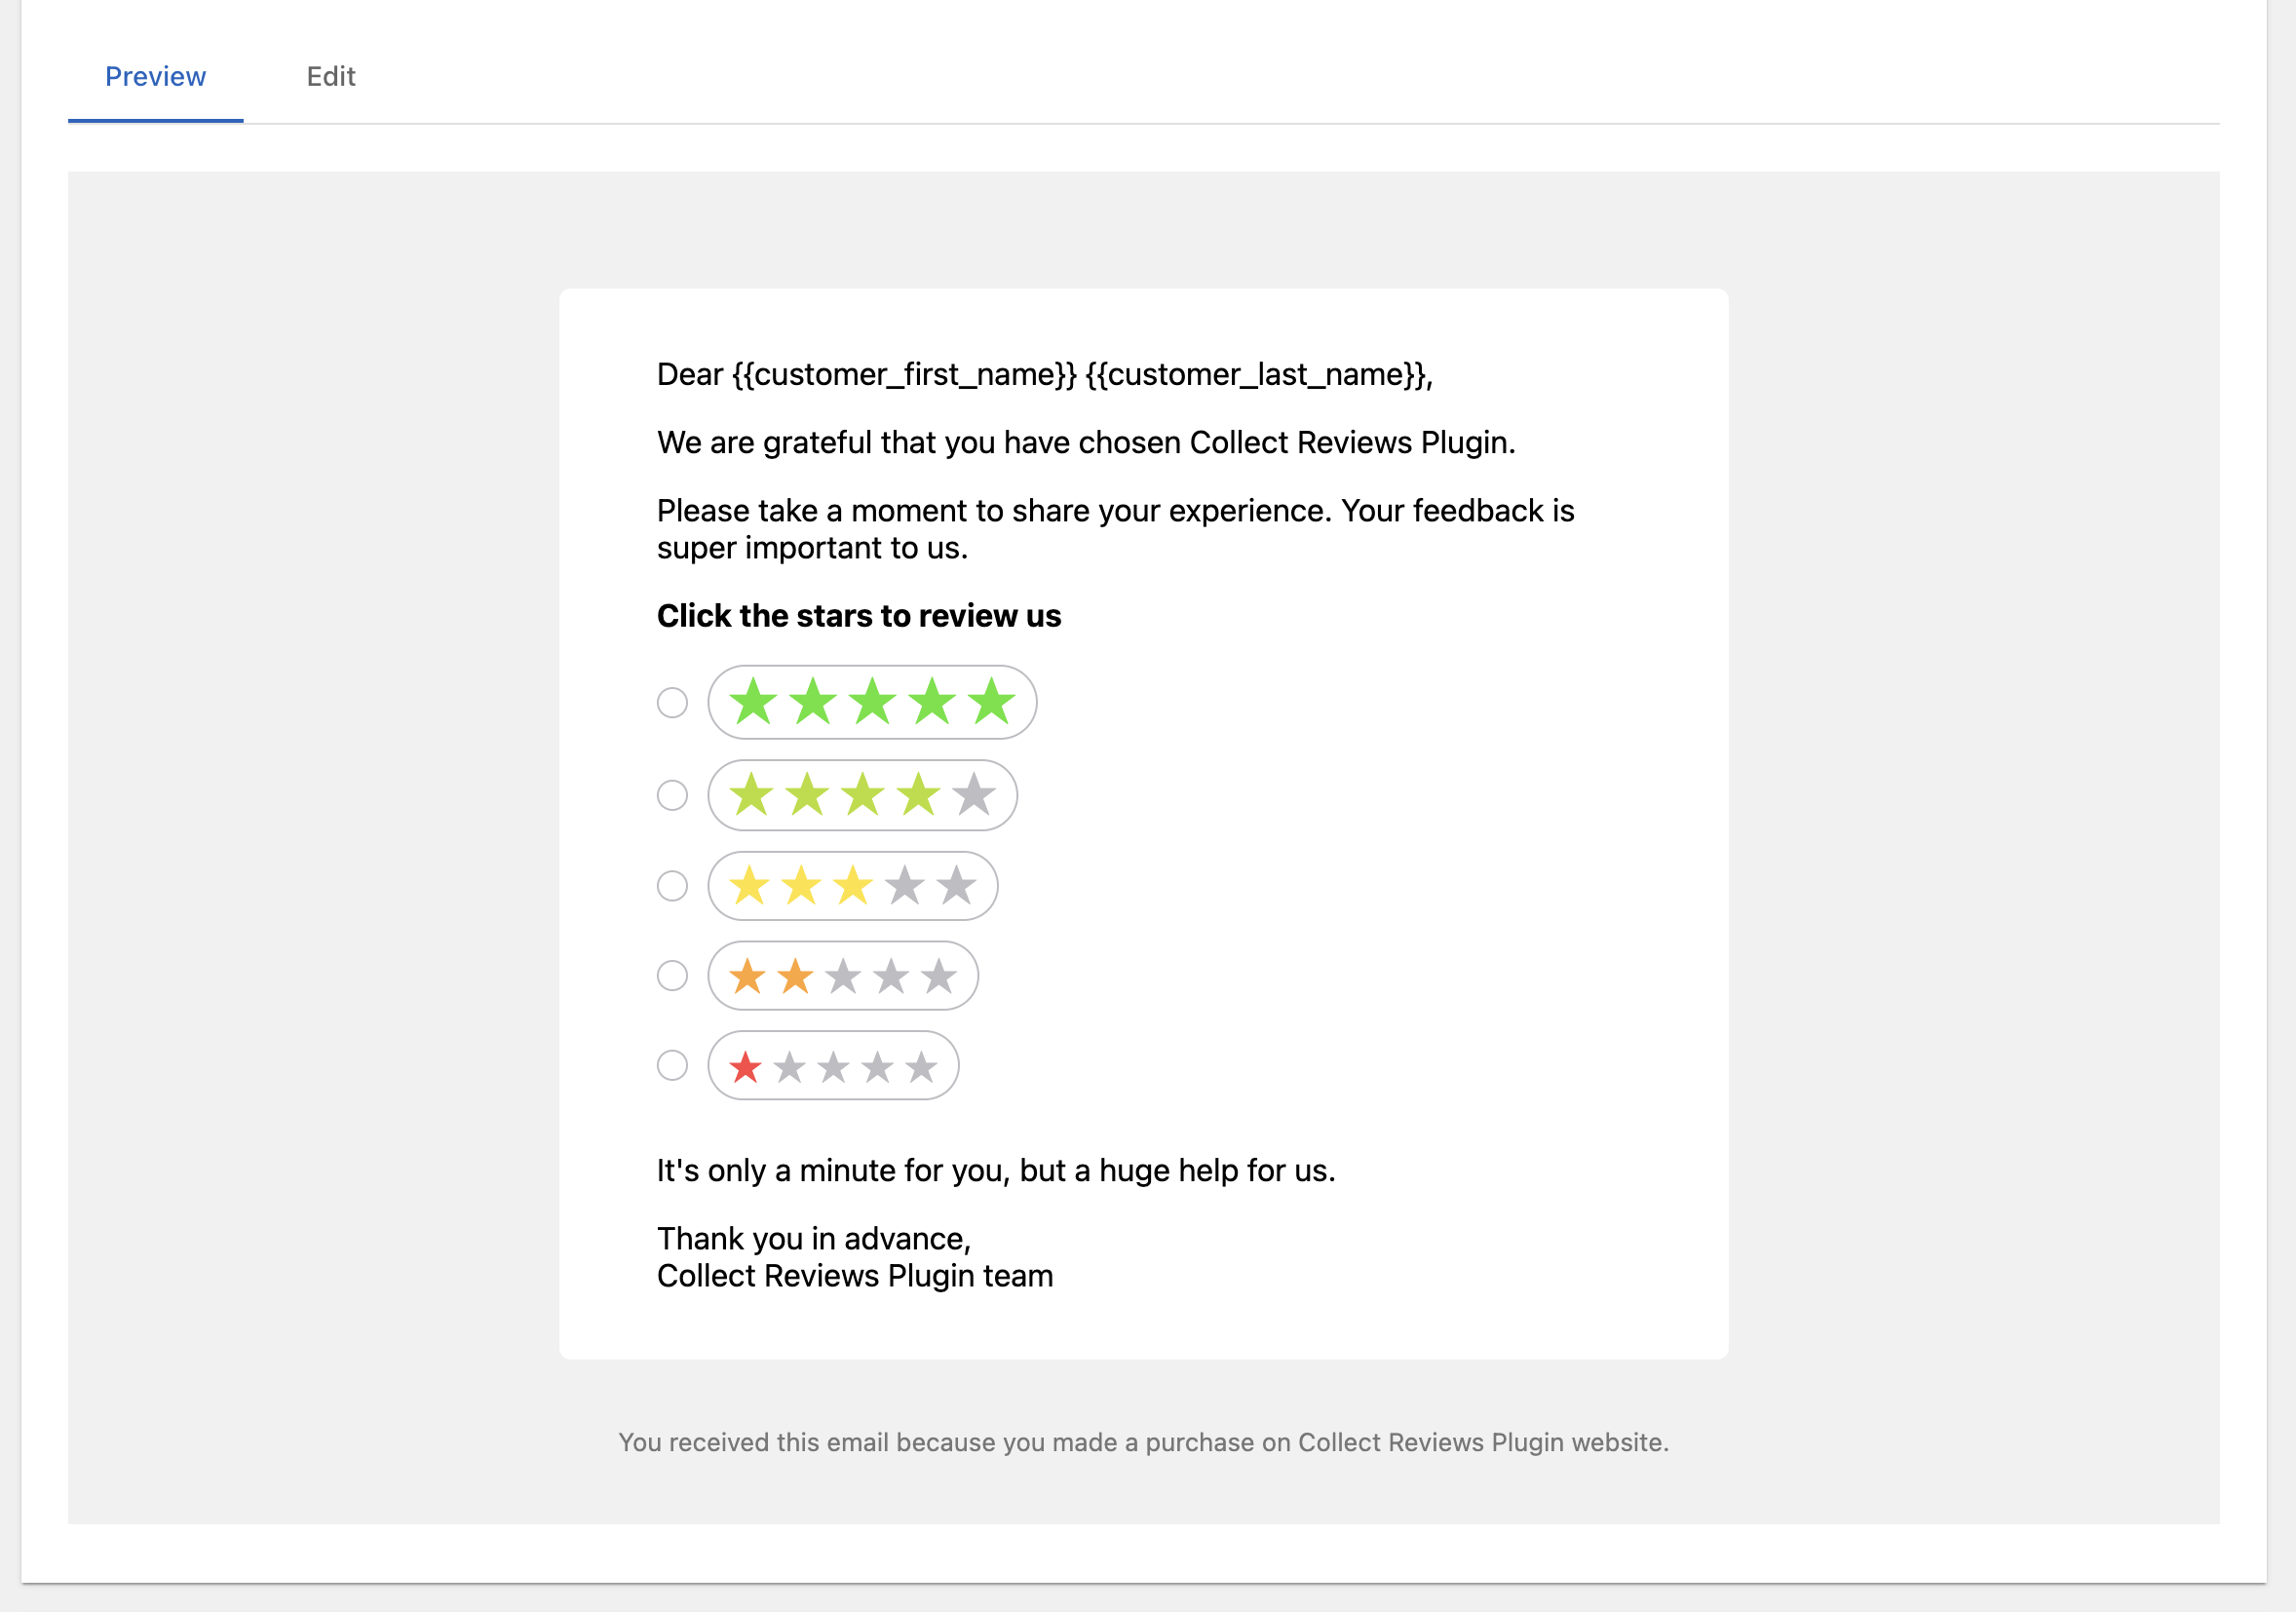 Preview
Edit
Dear {{customer_first_name}} {{customer_last_name}},
We are grateful that you have chosen Collect Reviews Plugin.
Please take a moment to share your experience. Your feedback is
super important to us.
Click the stars to review us
It's only a minute for you, but a huge help for us.
Thank you in advance,
Collect Reviews Plugin team
You received this email because you made a purchase on Collect Reviews Plugin website.